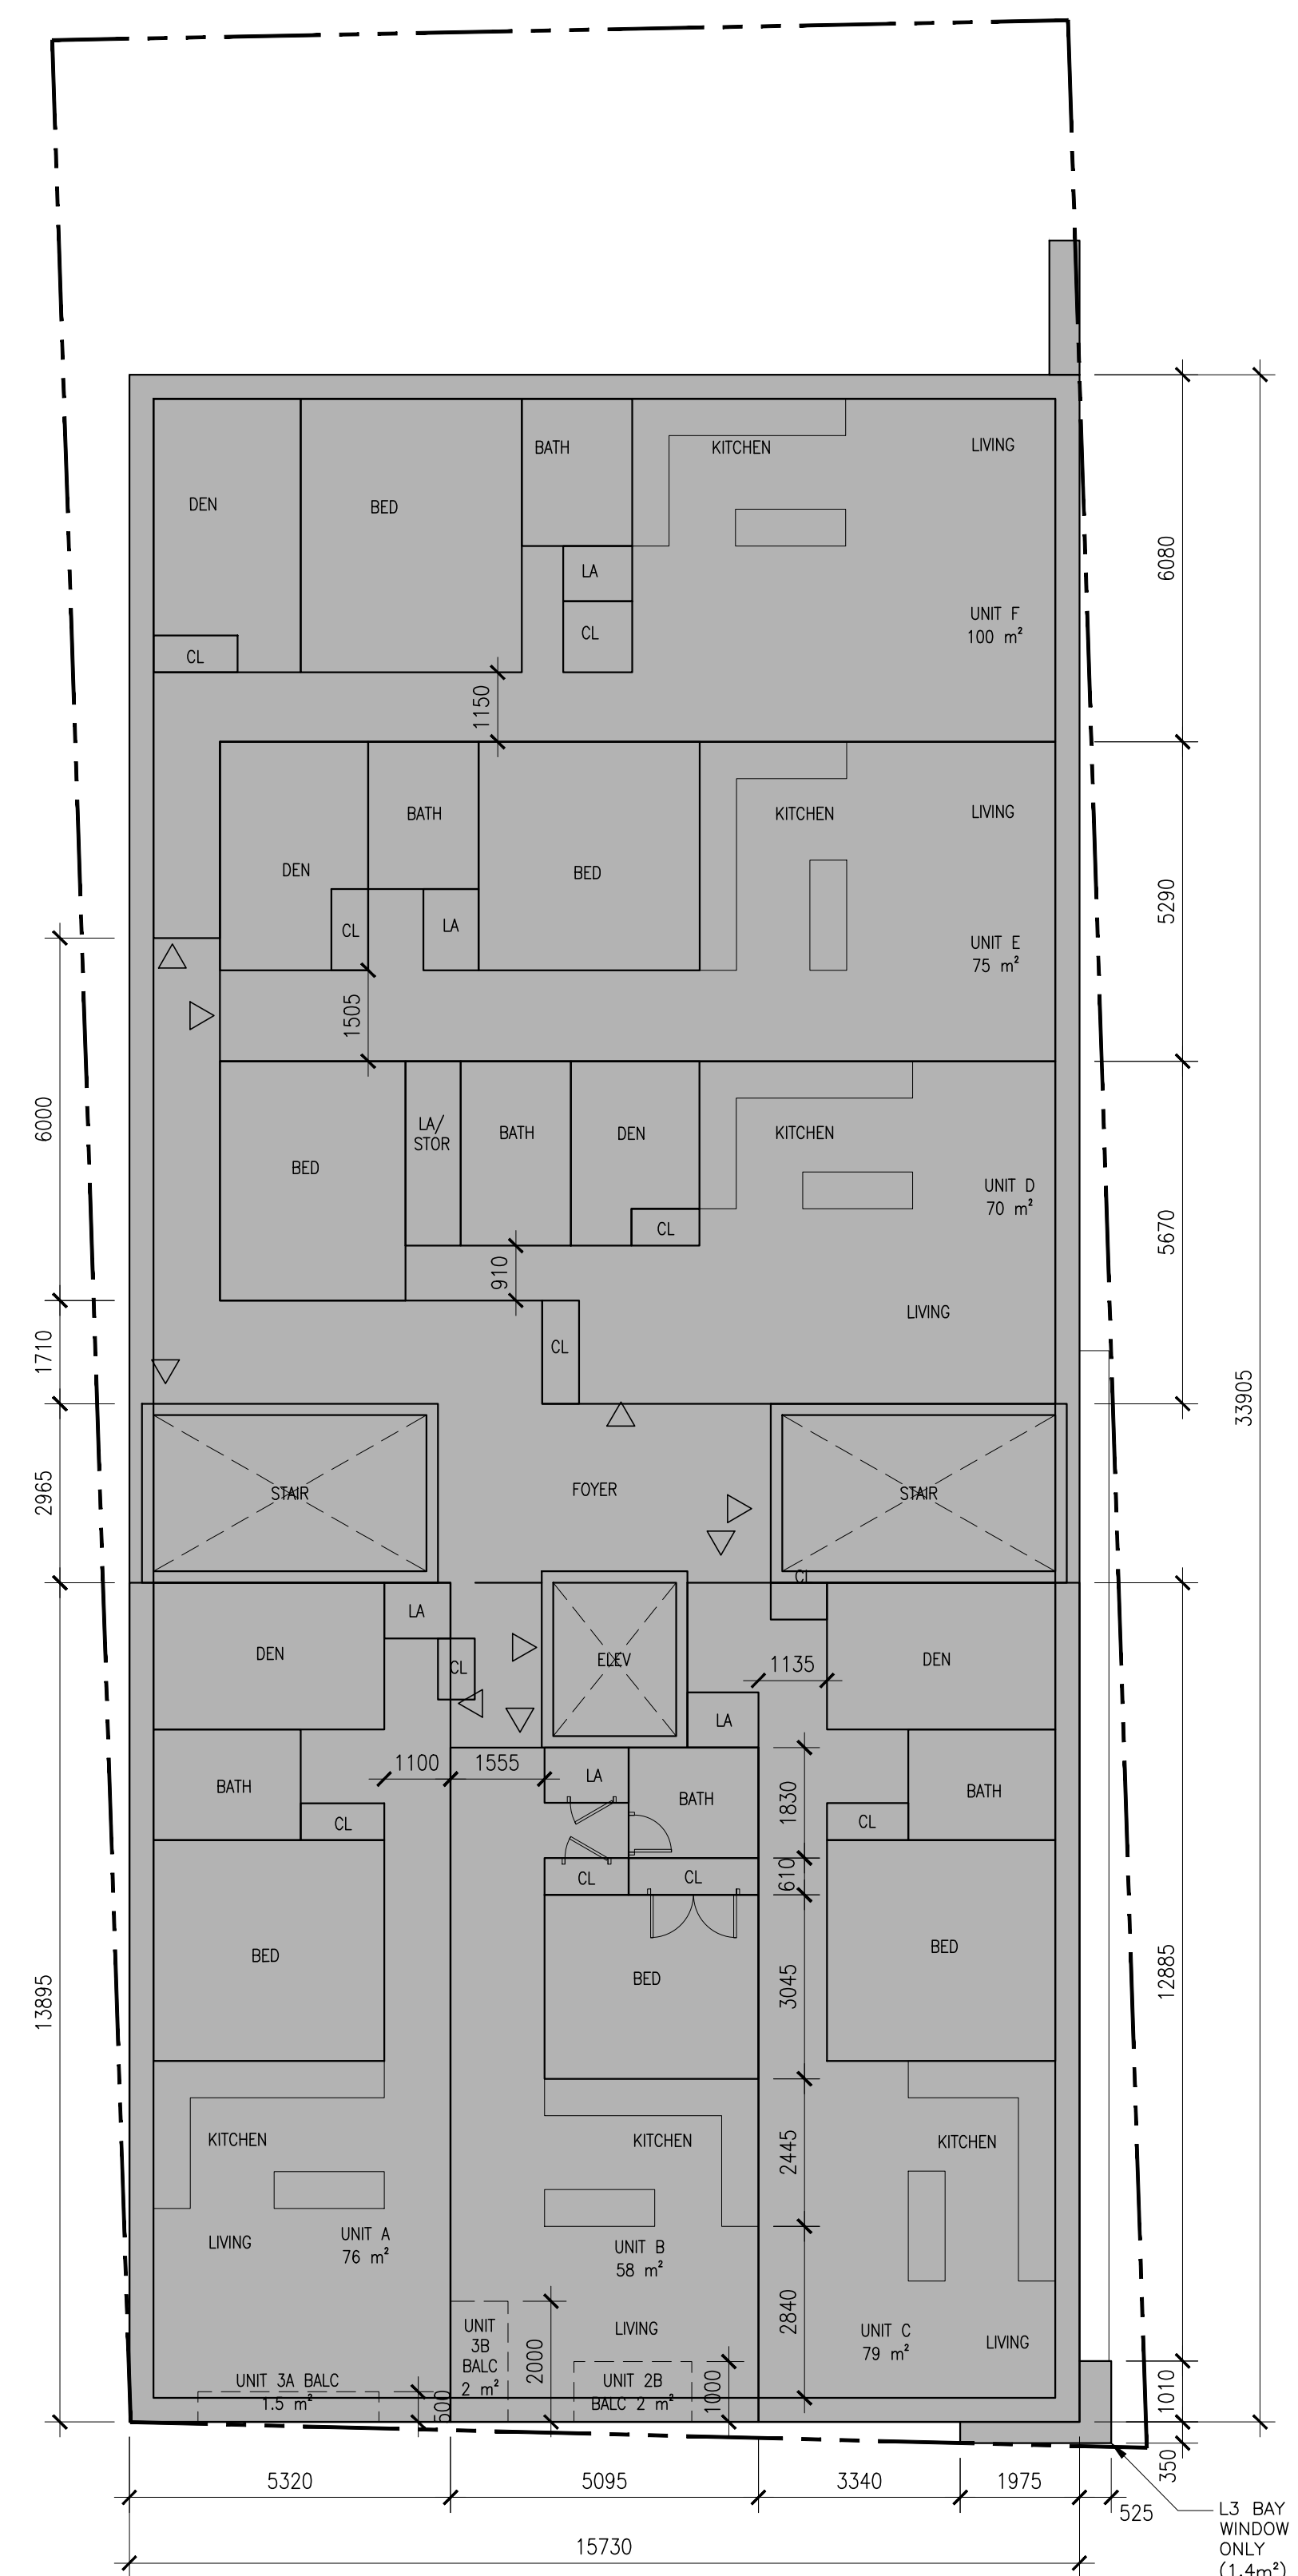 BATH
KITCHEN
LIVING
DEN
BED
6080
LA
UNIT F
100 m²
CL
CL
1150
BATH
KITCHEN
LIVING
DEN
BED
5290
CL
LA
UNIT E
75 m²
1505
6000
LA/
STOR
BATH
DEN
KITCHEN
BED
UNIT D
70 m²
CL
5670
910
LIVING
1710
CL
33905
2965
STAIR
FOYER
STAIR
CL
LA
DEN
CL
ELEV
1135
DEN
LA
1100
1555
BATH
LA
BATH
1830
BATH
CL
CL
CL
CL
610
BED
BED
BED
3045
13895
12885
KITCHEN
KITCHEN
2445
KITCHEN
LIVING
UNIT A
76 m²
UNIT B
58 m²
2840
UNIT
3B
BALC
2 m²
LIVING
UNIT C
79 m²
LIVING
UNIT 3A BALC
1.5 m²
500
2000
UNIT 2B
BALC 2 m²
1000
1010
350
5320
5095
3340
1975
525
L3 BAY
WINDOW
ONLY
(1.4m²)
15730